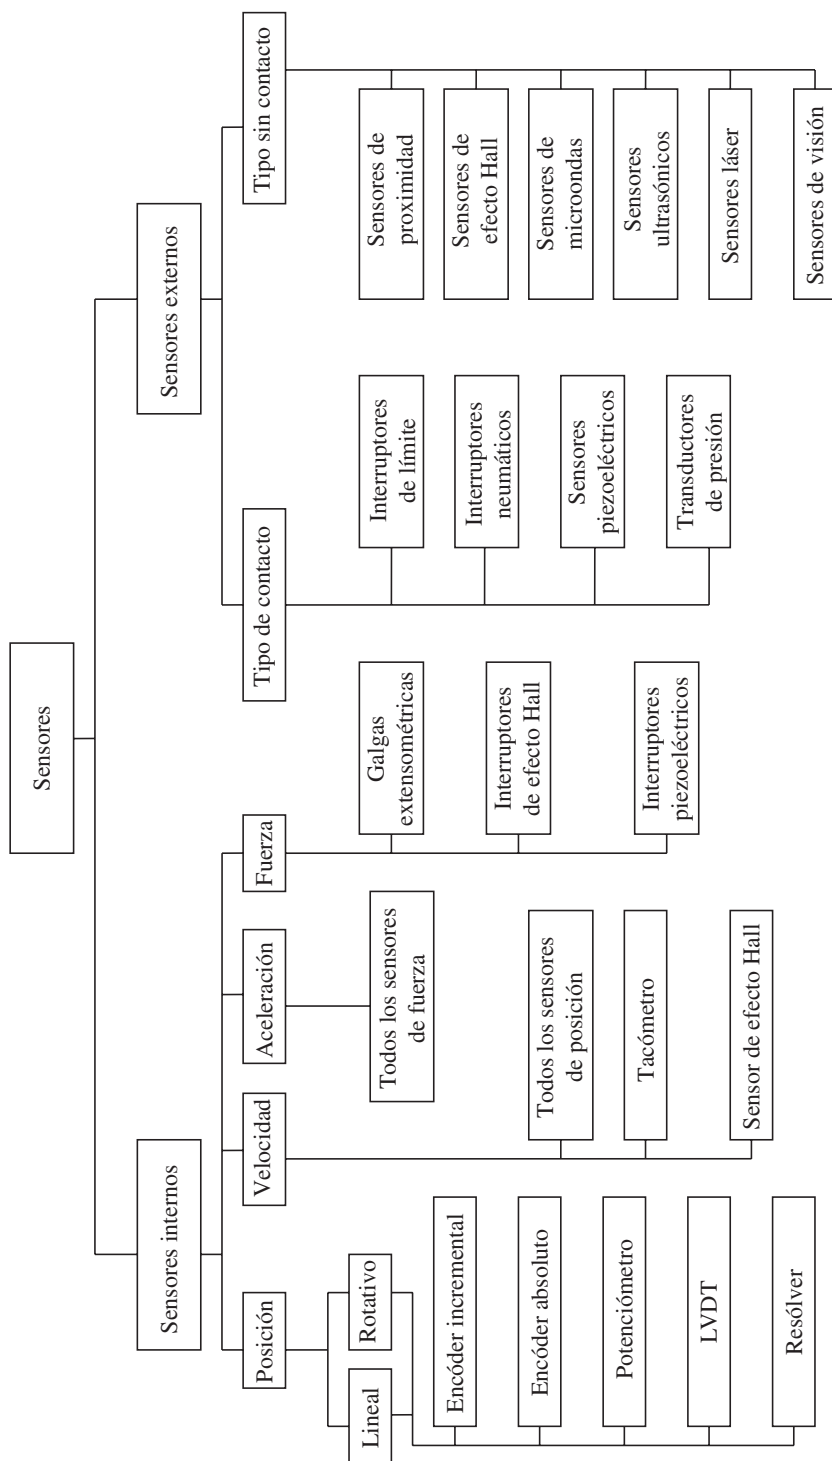 Sensores
Sensores internos
Sensores externos
Posición
Velocidad
Aceleración
Fuerza
Tipo de contacto
Tipo sin contacto
Lineal
Rotativo
Encóder incremental
Encóder absoluto
Potenciómetro
LVDT
Resólver
Todos los sensores
de posición
Tacómetro
Sensor de efecto Hall
Todos los sensores
de fuerza
Galgas
extensométricas
Interruptores
de efecto Hall
Interruptores
piezoeléctricos
Interruptores
de límite
Interruptores
neumáticos
Sensores
piezoeléctricos
Transductores
de presión
Sensores de
proximidad
Sensores de
efecto Hall
Sensores de
microondas
Sensores
ultrasónicos
Sensores láser
Sensores de visión